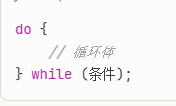 do {
// 循环体
} while (条件);